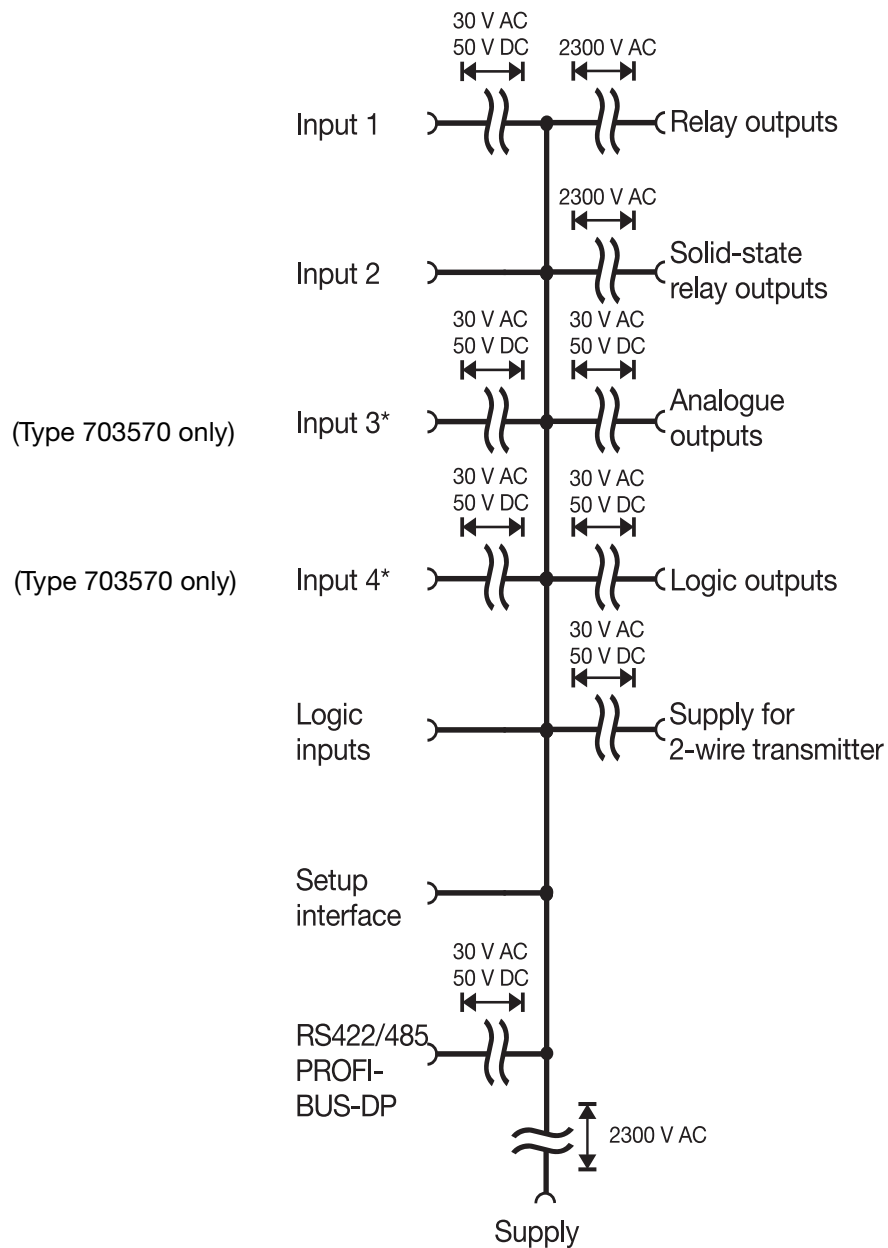 30 V AC
50 V DC
2300 V AC
Input 1
Relay outputs
2300 V AC
Input 2
Solid-state
relay outputs
30 V AC
50 V DC
30 V AC
50 V DC
(Type 703570 only)
Input 3*
Analogue
outputs
30 V AC
50 V DC
30 V AC
50 V DC
(Type 703570 only)
Input 4*
Logic outputs
30 V AC
50 V DC
Logic
inputs
Supply for
2-wire transmitter
Setup
interface
30 V AC
50 V DC
RS422/485
PROFI-
BUS-DP
2300 V AC
Supply